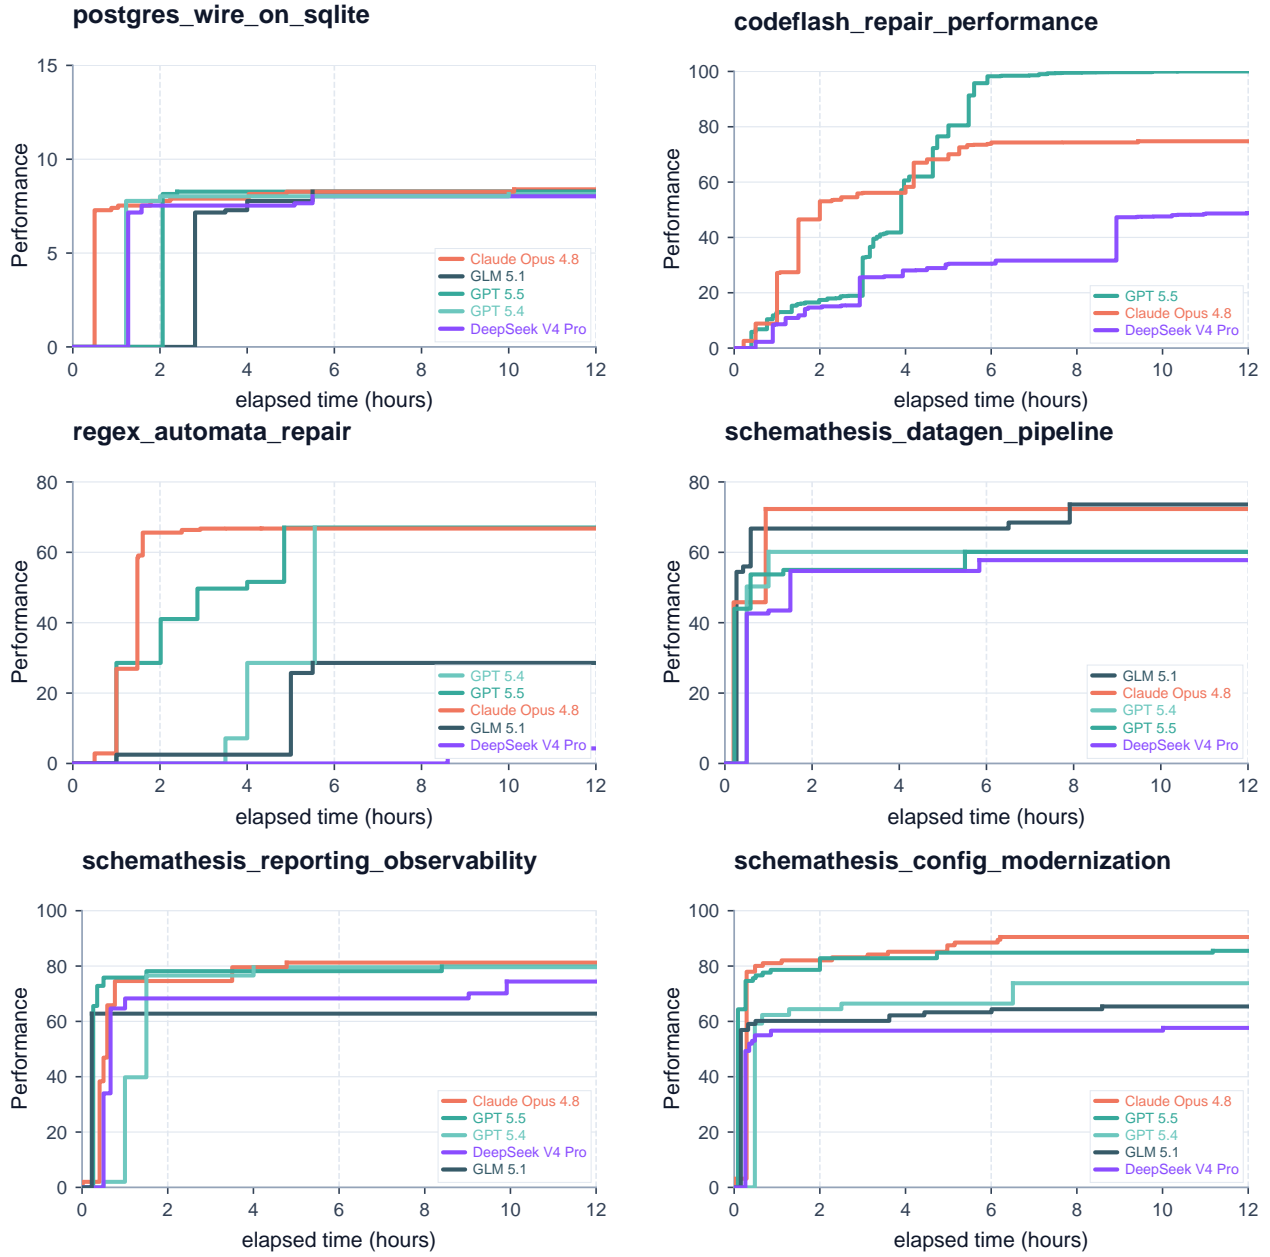 postgres_wire_on_sqlite
15
10
5
0
Performance
Claude Opus 4.8
GLM 5.1
GPT 5.5
GPT 5.4
DeepSeek V4 Pro
0 2 4 6 8 10 12
elapsed time (hours)
codeflash_repair_performance
100
80
60
40
20
0
Performance
GPT 5.5
Claude Opus 4.8
DeepSeek V4 Pro
0 2 4 6 8 10 12
elapsed time (hours)
regex_automata_repair
80
60
40
20
0
Performance
GPT 5.4
GPT 5.5
Claude Opus 4.8
GLM 5.1
DeepSeek V4 Pro
0 2 4 6 8 10 12
elapsed time (hours)
schemathesis_datagen_pipeline
80
60
40
20
0
Performance
GLM 5.1
Claude Opus 4.8
GPT 5.4
GPT 5.5
DeepSeek V4 Pro
0 2 4 6 8 10 12
elapsed time (hours)
schemathesis_reporting_observability
100
80
60
40
20
0
Performance
Claude Opus 4.8
GPT 5.5
GPT 5.4
DeepSeek V4 Pro
GLM 5.1
0 2 4 6 8 10 12
elapsed time (hours)
schemathesis_config_modernization
100
80
60
40
20
0
Performance
Claude Opus 4.8
GPT 5.5
GPT 5.4
GLM 5.1
DeepSeek V4 Pro
0 2 4 6 8 10 12
elapsed time (hours)